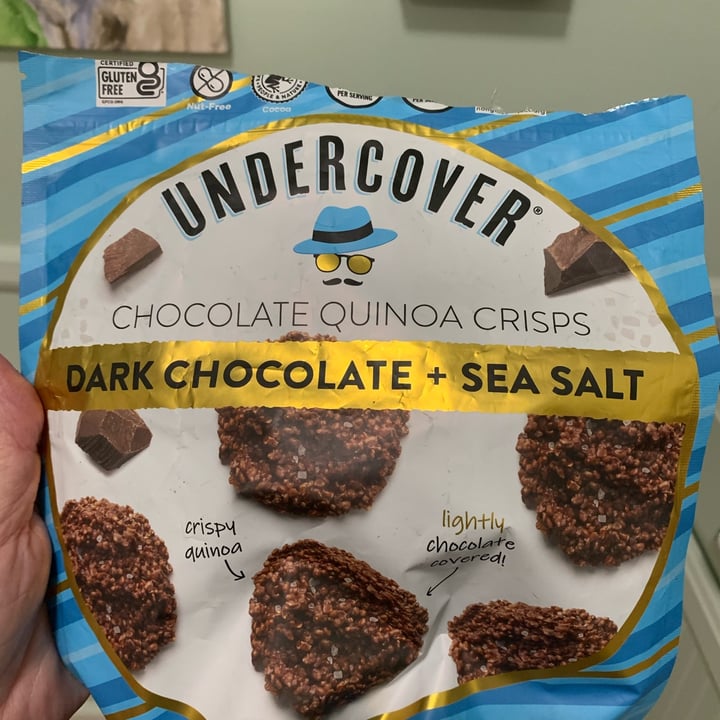 CERTIFIED
GLUTEN
FREE
Nut-Free
Cocoa
PER SERVING
UNDERCOVER®
CHOCOLATE QUINOA CRISPS
DARK CHOCOLATE + SEA SALT
crispy
quinoa
lightly
chocolate
covered!